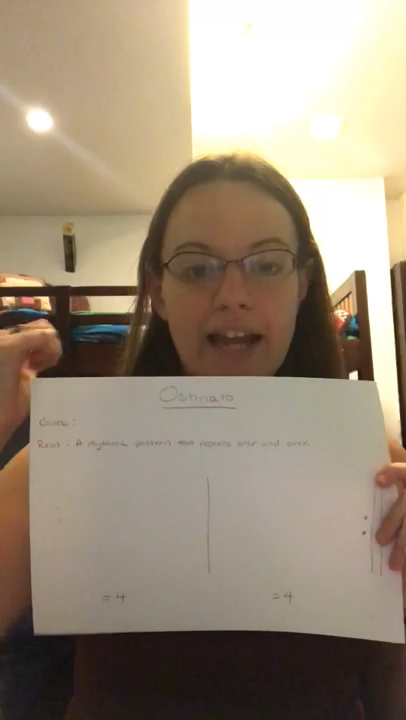 Ostinato
Guess:
Real: A rhythmic pattern that repeats over and over.
= 4 = 4